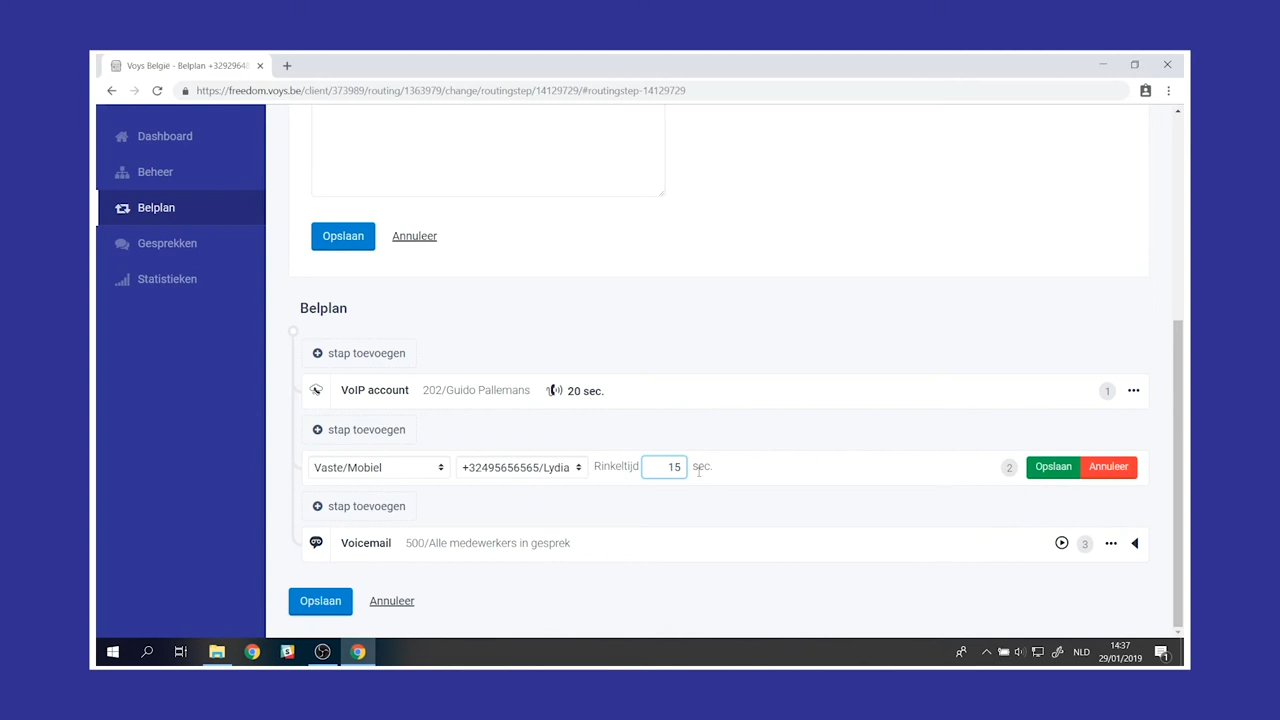 Voys België - Belplan +3292964
https://freedom.voys.be/client/373989/routing/1363979/change/routingstep/14129729/#routingstep-14129729
Dashboard
Beheer
Belplan
Gesprekken
Statistieken
Opslaan Annuleer
Belplan
stap toevoegen
VoIP account 202/Guido Pallemans 20 sec. 1
stap toevoegen
Vaste/Mobiel +32495656565/Lydia Rinkeltijd 15 sec. 2 Opslaan Annuleer
stap toevoegen
Voicemail 500/Alle medewerkers in gesprek 3
Opslaan Annuleer
NLD
14:37
29/01/2019
1